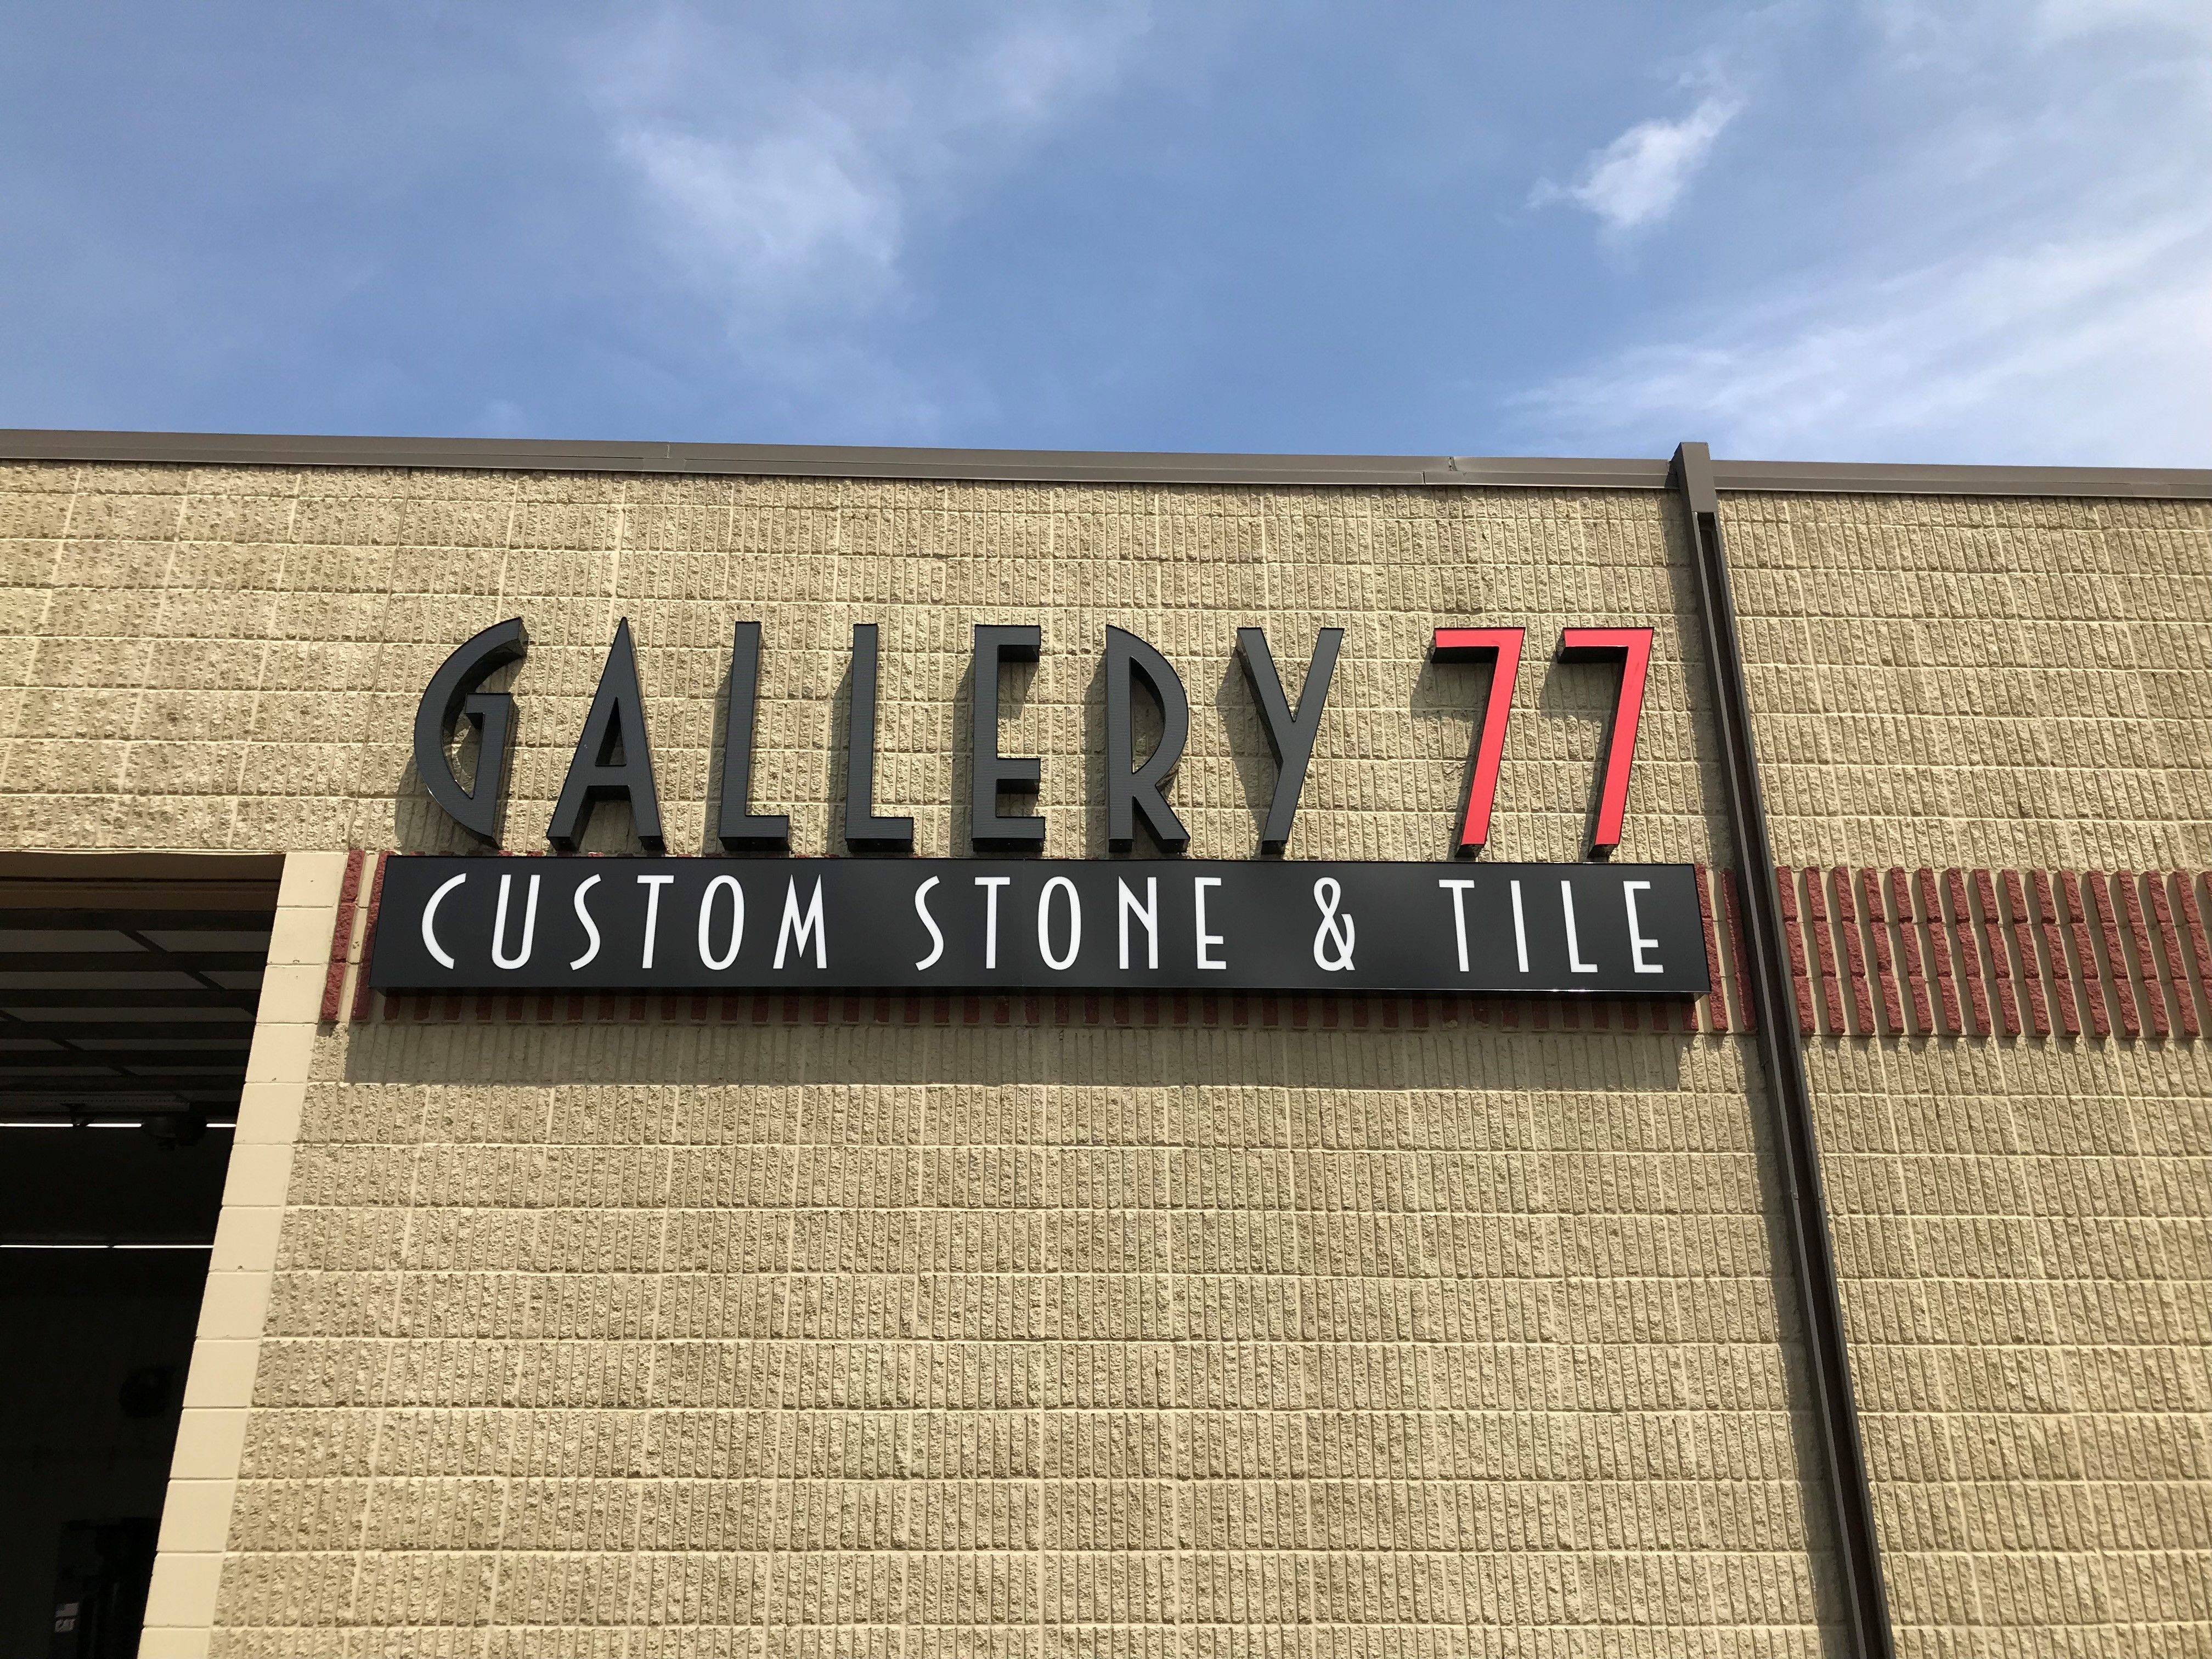 GALLERY 77
CUSTOM STONE & TILE